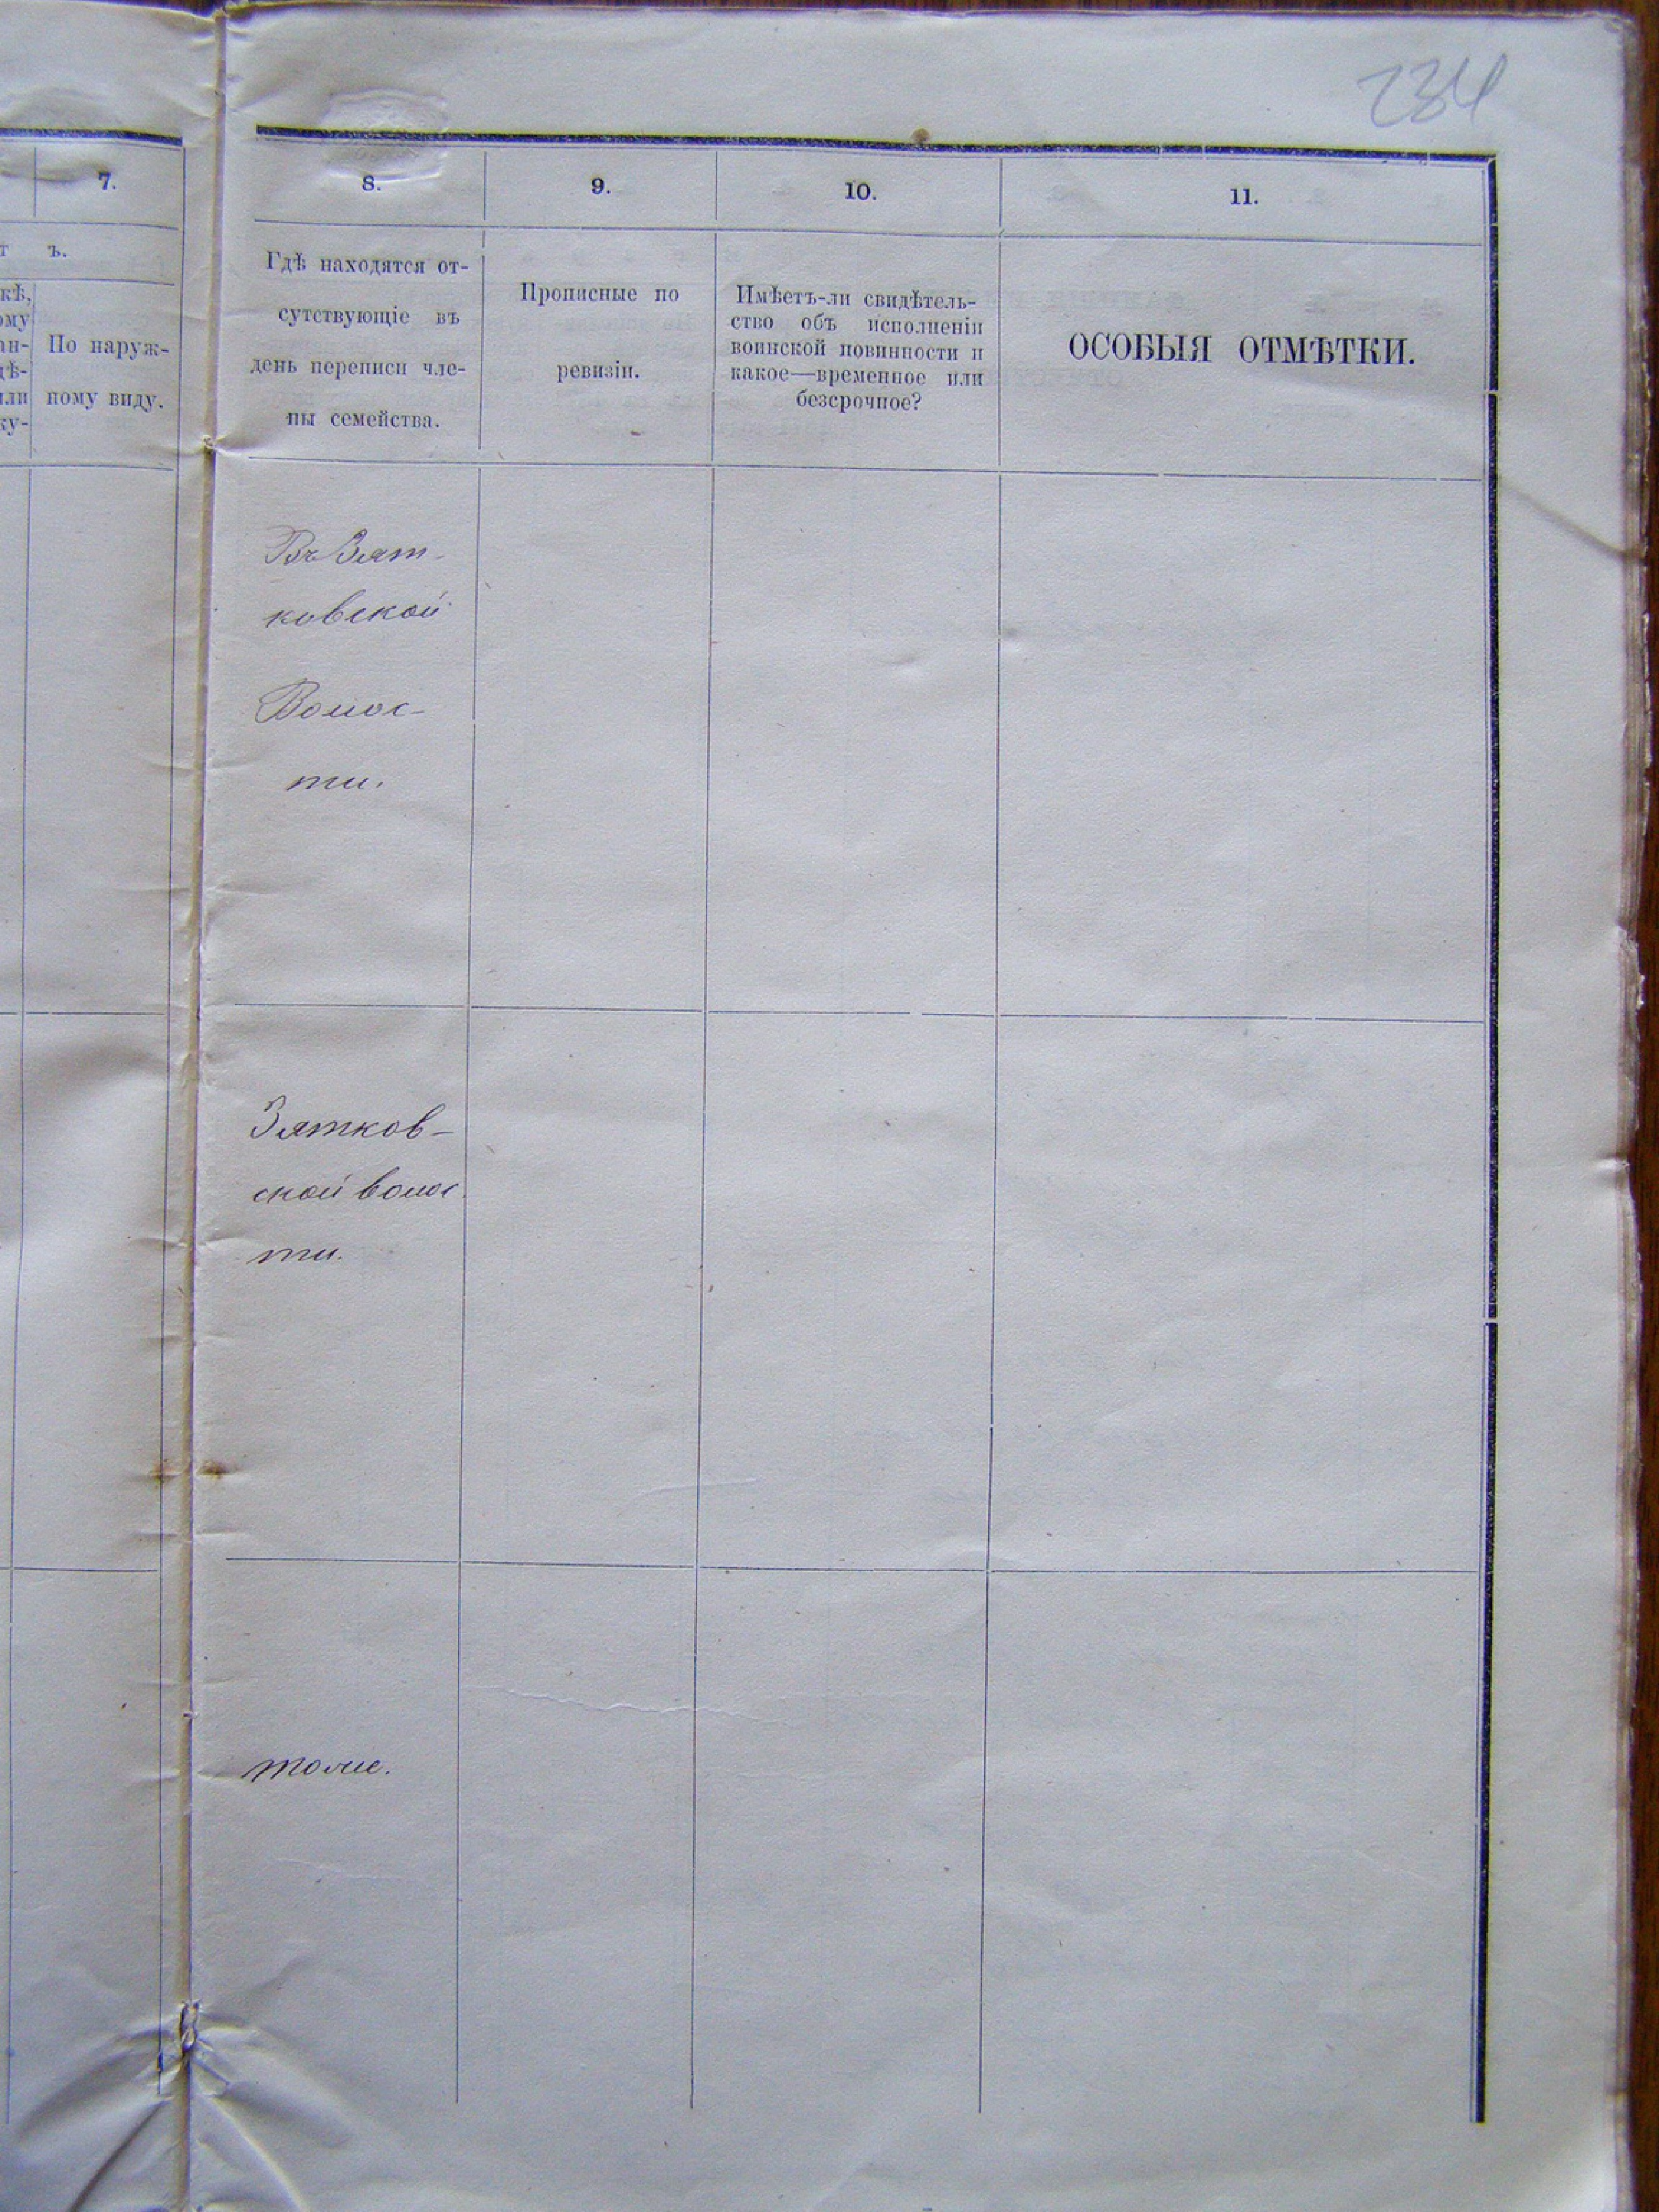 234
7.
8.
9.
10.
11.
т ъ.
кѣ,
ому
ан-
дѣ-
или
ку-
По наруж-
ному виду.
Гдѣ находятся от-
сутствующіе въ
день переписи чле-
ны семейства.
Прописные по
ревизіи.
Имѣетъ-ли свидѣтель-
ство объ исполненіи
воинской повинности и
какое—временное или
безсрочное?
ОСОБЫЯ ОТМѢТКИ.
Въ Зят-
ковской
Волос-
ти.
Зятков-
ской волос
ти.
тоже.